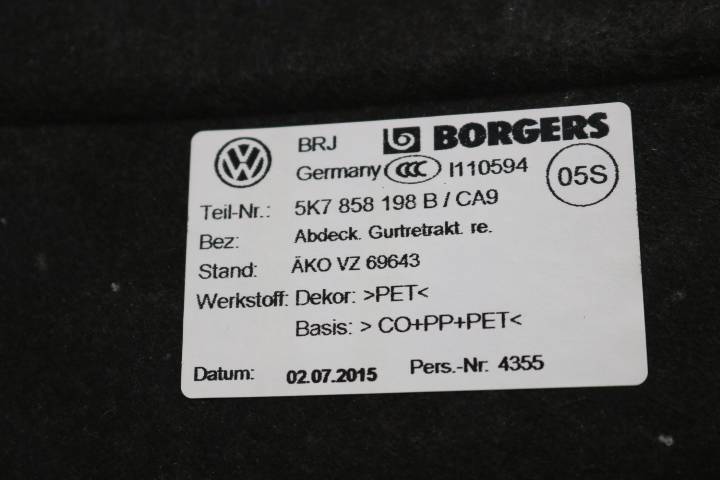 BRJ BORGERS
Germany CCC I110594
05S
Teil-Nr.: 5K7 858 198 B / CA9
Bez: Abdeck. Gurtretrakt. re.
Stand: ÄKO VZ 69643
Werkstoff: Dekor: >PET<
Basis: > CO+PP+PET<
Datum: 02.07.2015 Pers.-Nr: 4355